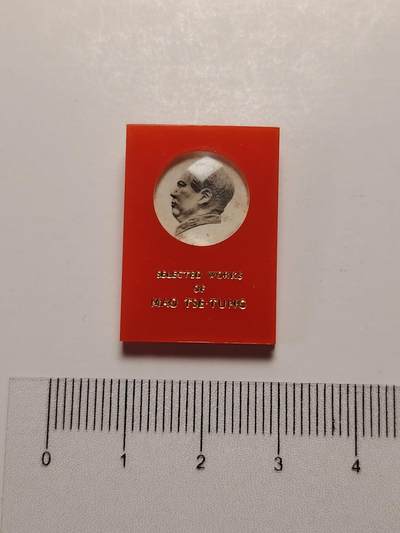 SELECTED WORKS
OF
MAO TSE-TUNG
0 1 2 3 4